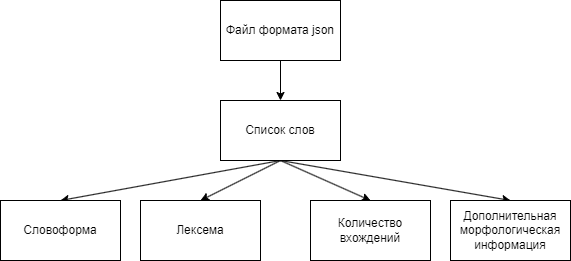 Файл формата json
Список слов
Словоформа
Лексема
Количество
вхождений
Дополнительная
морфологическая
информация